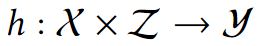 h : 𝒳 × 𝒵 → 𝒴